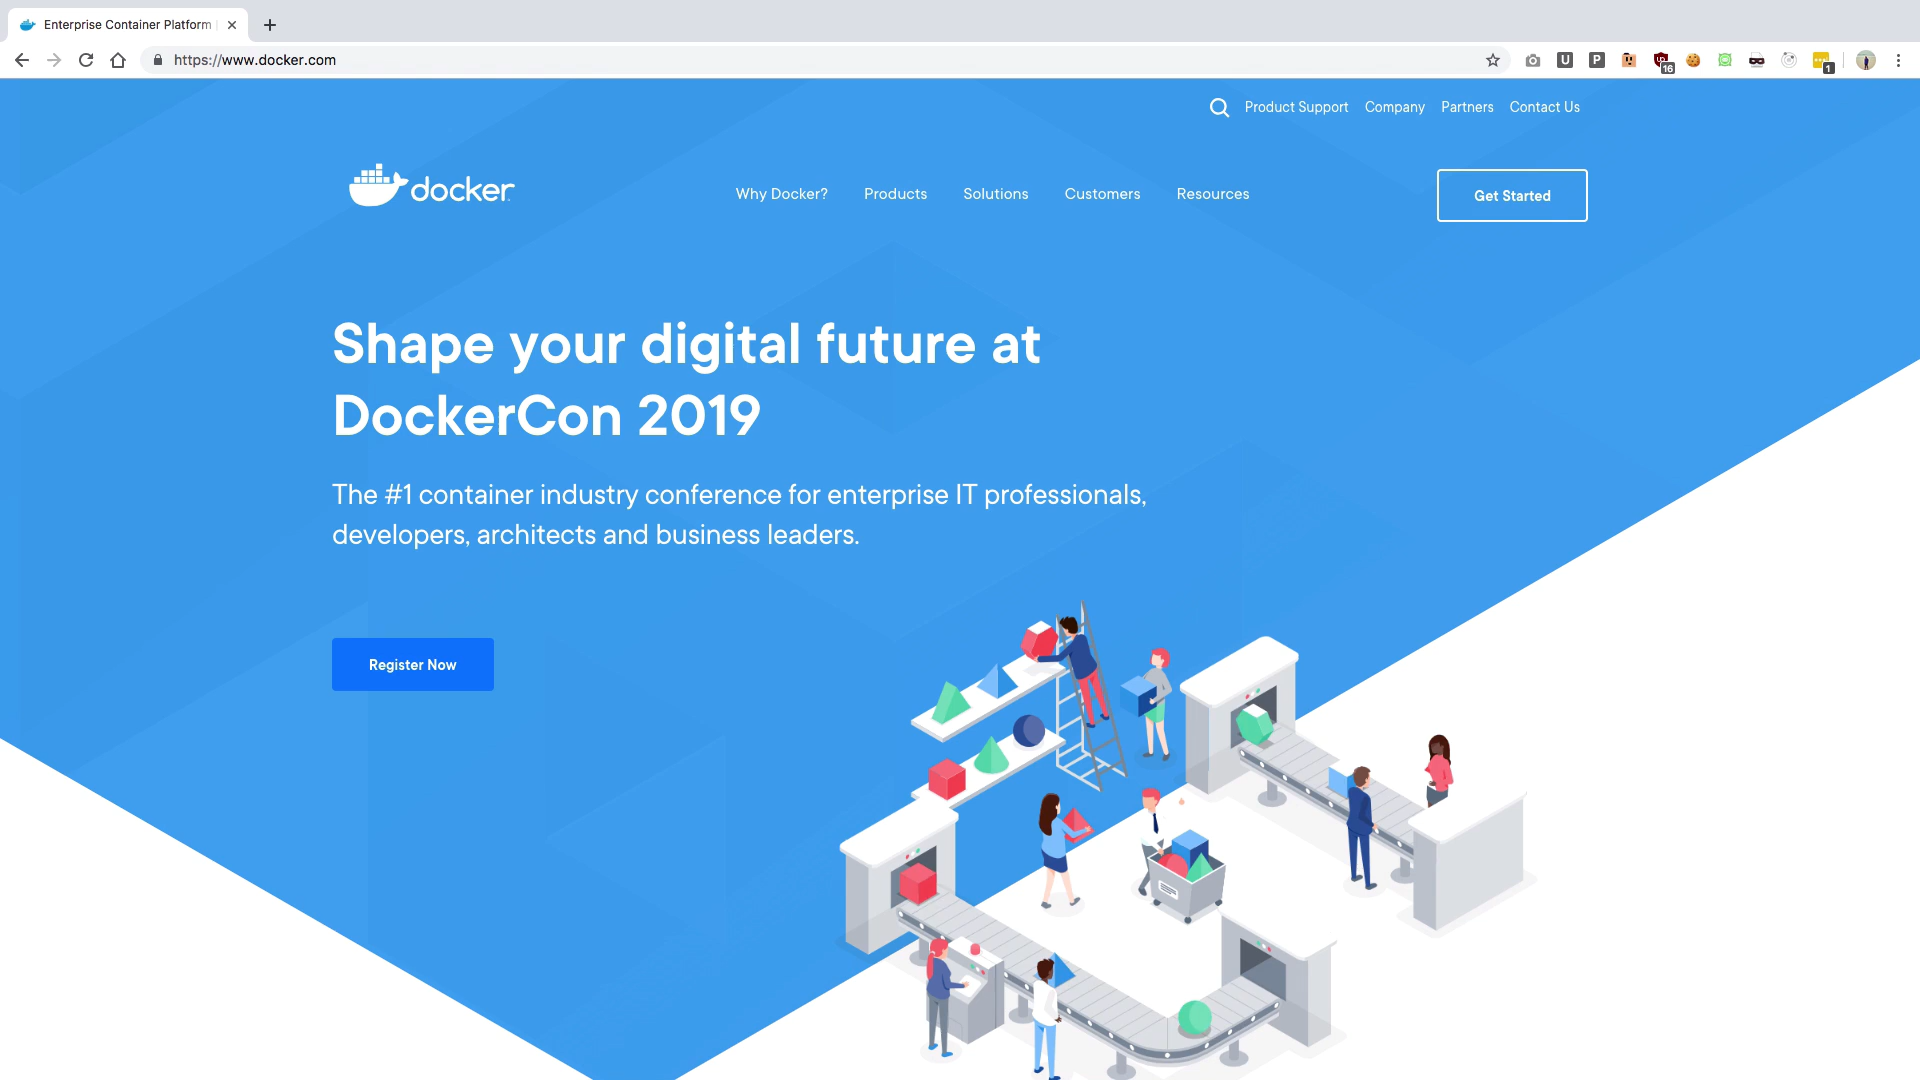 Enterprise Container Platform
https://www.docker.com
U
P
16
1
Product Support Company Partners Contact Us
docker
Why Docker? Products Solutions Customers Resources
Get Started
Shape your digital future at
DockerCon 2019
The #1 container industry conference for enterprise IT professionals,
developers, architects and business leaders.
Register Now